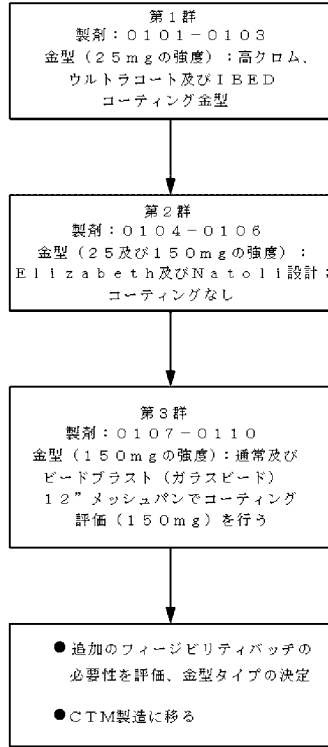 第１群
製剤：０１０１－０１０３
金型（２５ｍｇの強度）：高クロム、
ウルトラコート及びＩＢＥＤ
コーティング金型
第２群
製剤：０１０４－０１０６
金型（２５及び１５０ｍｇの強度）：
Ｅｌｉｚａｂｅｔｈ及びＮａｔｏｌｉ設計；
コーティングなし
第３群
製剤：０１０７－０１１０
金型（１５０ｍｇの強度）：通常及び
ビードブラスト（ガラスビード）
１２”メッシュパンでコーティング
評価（１５０ｍｇ）を行う
●追加のフィージビリティバッチの
必要性を評価、金型タイプの決定
●ＣＴＭ製造に移る